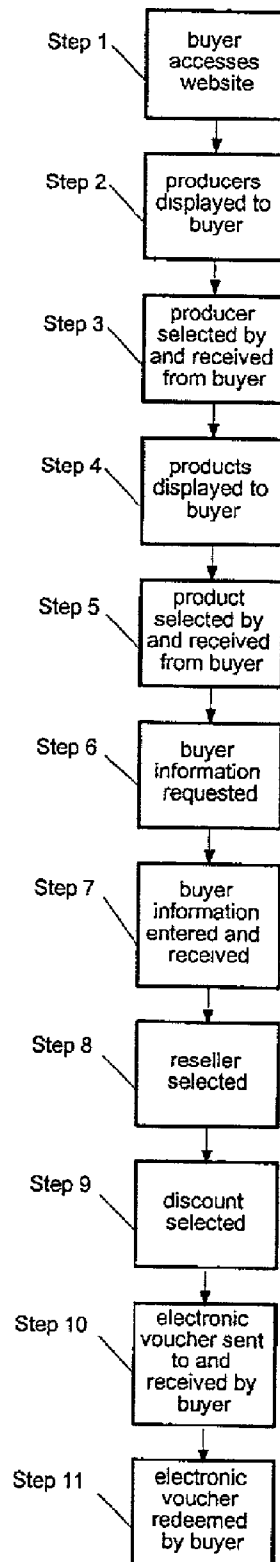 Step 1
buyer
accesses
website
Step 2
producers
displayed to
buyer
Step 3
producer
selected by
and received
from buyer
Step 4
products
displayed to
buyer
Step 5
product
selected by
and received
from buyer
Step 6
buyer
information
requested
Step 7
buyer
information
entered and
received
Step 8
reseller
selected
Step 9
discount
selected
Step 10
electronic
voucher sent
to and
received by
buyer
Step 11
electronic
voucher
redeemed
by buyer